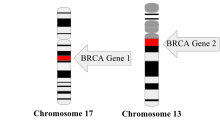 BRCA Gene 1
BRCA Gene 2
Chromosome 17
Chromosome 13